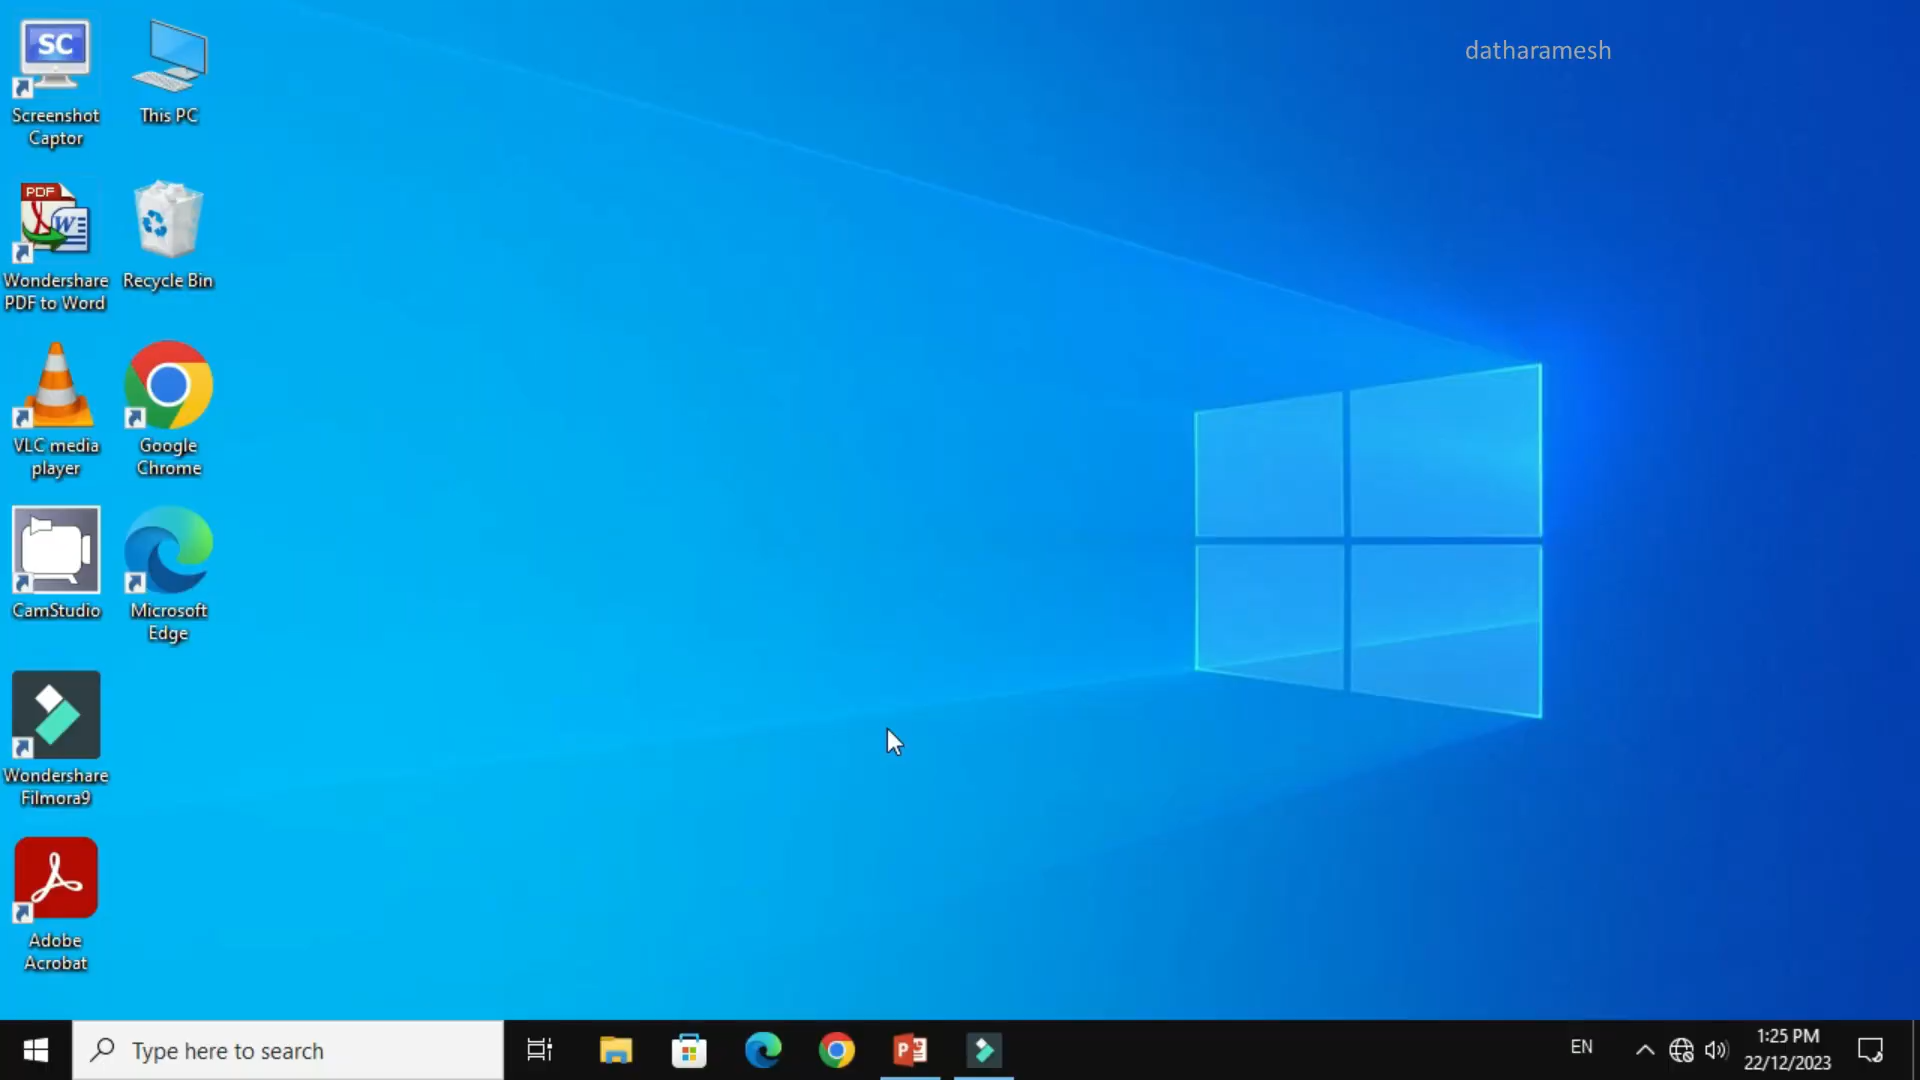 datharamesh
SC
Screenshot
Captor
This PC
PDF
W
Wondershare
PDF to Word
Recycle Bin
VLC media
player
Google
Chrome
CamStudio
Microsoft
Edge
Wondershare
Filmora9
Adobe
Acrobat
Type here to search
P
EN
1:25 PM
22/12/2023